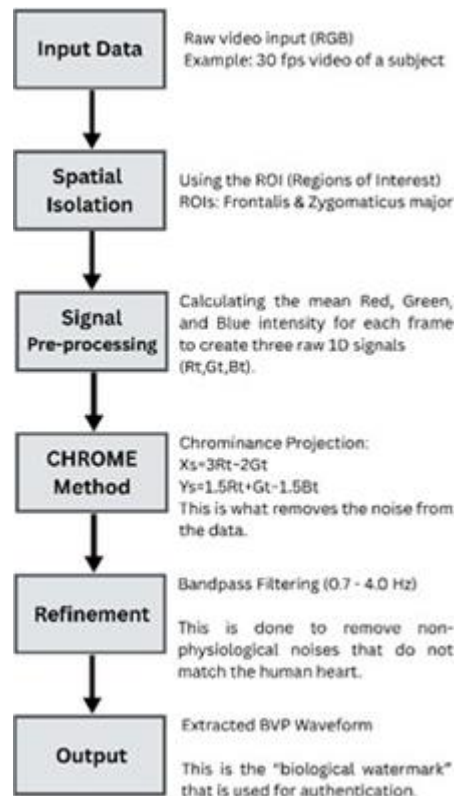 Input Data
Raw video input (RGB)
Example: 30 fps video of a subject
Spatial
Isolation
Using the ROI (Regions of Interest)
ROIs: Frontalis & Zygomaticus major
Signal
Pre-processing
Calculating the mean Red, Green,
and Blue intensity for each frame
to create three raw 1D signals
(Rt,Gt,Bt).
CHROME
Method
Chrominance Projection:
Xs=3Rt-2Gt
Ys=1.5Rt+Gt-1.5Bt
This is what removes the noise from
the data.
Refinement
Bandpass Filtering (0.7 - 4.0 Hz)
This is done to remove non-
physiological noises that do not
match the human heart.
Output
Extracted BVP Waveform
This is the "biological watermark"
that is used for authentication.